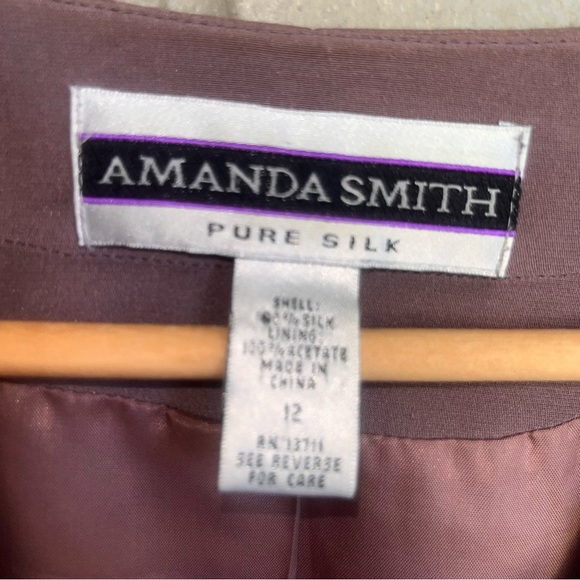 AMANDA SMITH
PURE SILK
SHELL:
100% SILK
LINING:
100% ACETATE
MADE IN
CHINA
12
RN 13711
SEE REVERSE
FOR CARE